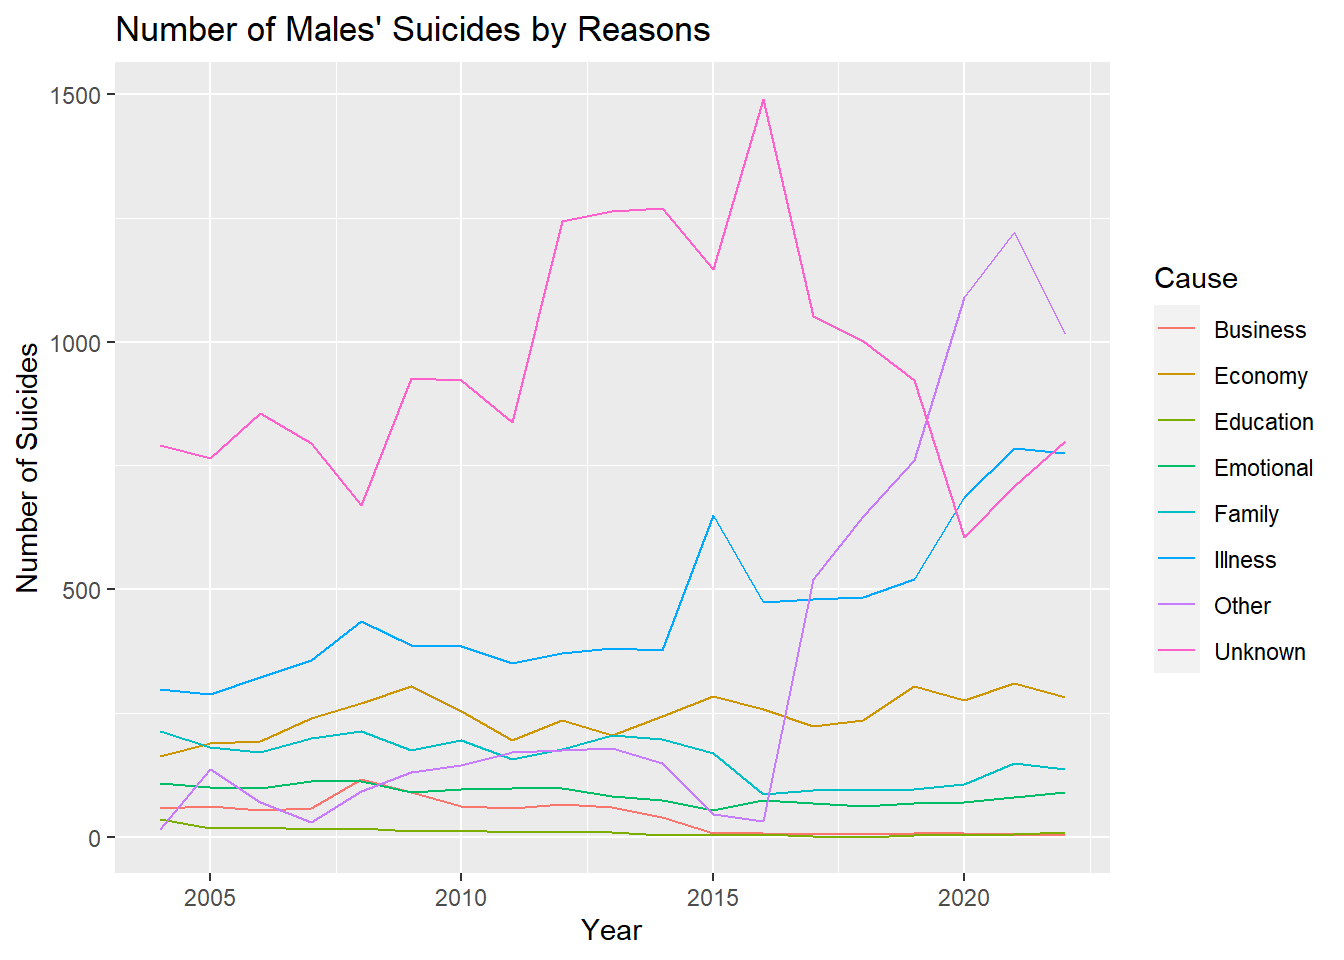 Number of Males' Suicides by Reasons
1500
1000
500
0
Number of Suicides
2005
2010
2015
2020
Year
Cause
Business
Economy
Education
Emotional
Family
Illness
Other
Unknown